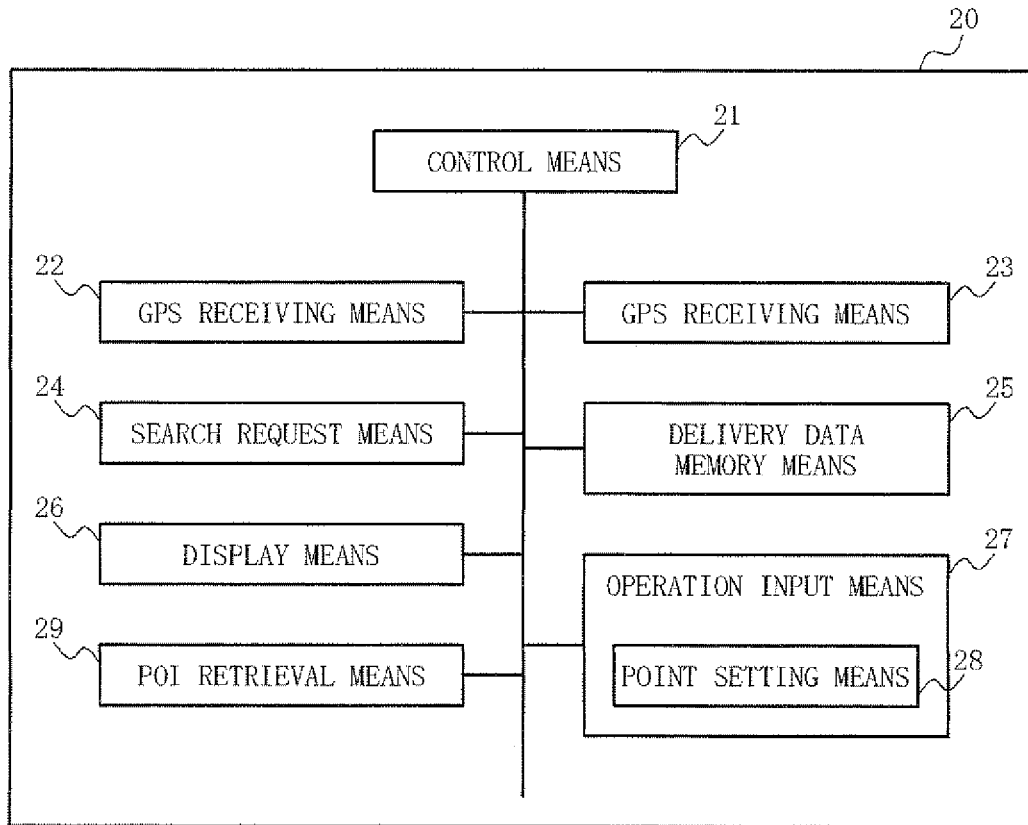 20
21
CONTROL MEANS
22
GPS RECEIVING MEANS
23
GPS RECEIVING MEANS
24
SEARCH REQUEST MEANS
25
DELIVERY DATA
MEMORY MEANS
26
DISPLAY MEANS
27
OPERATION INPUT MEANS
29
POI RETRIEVAL MEANS
POINT SETTING MEANS
28